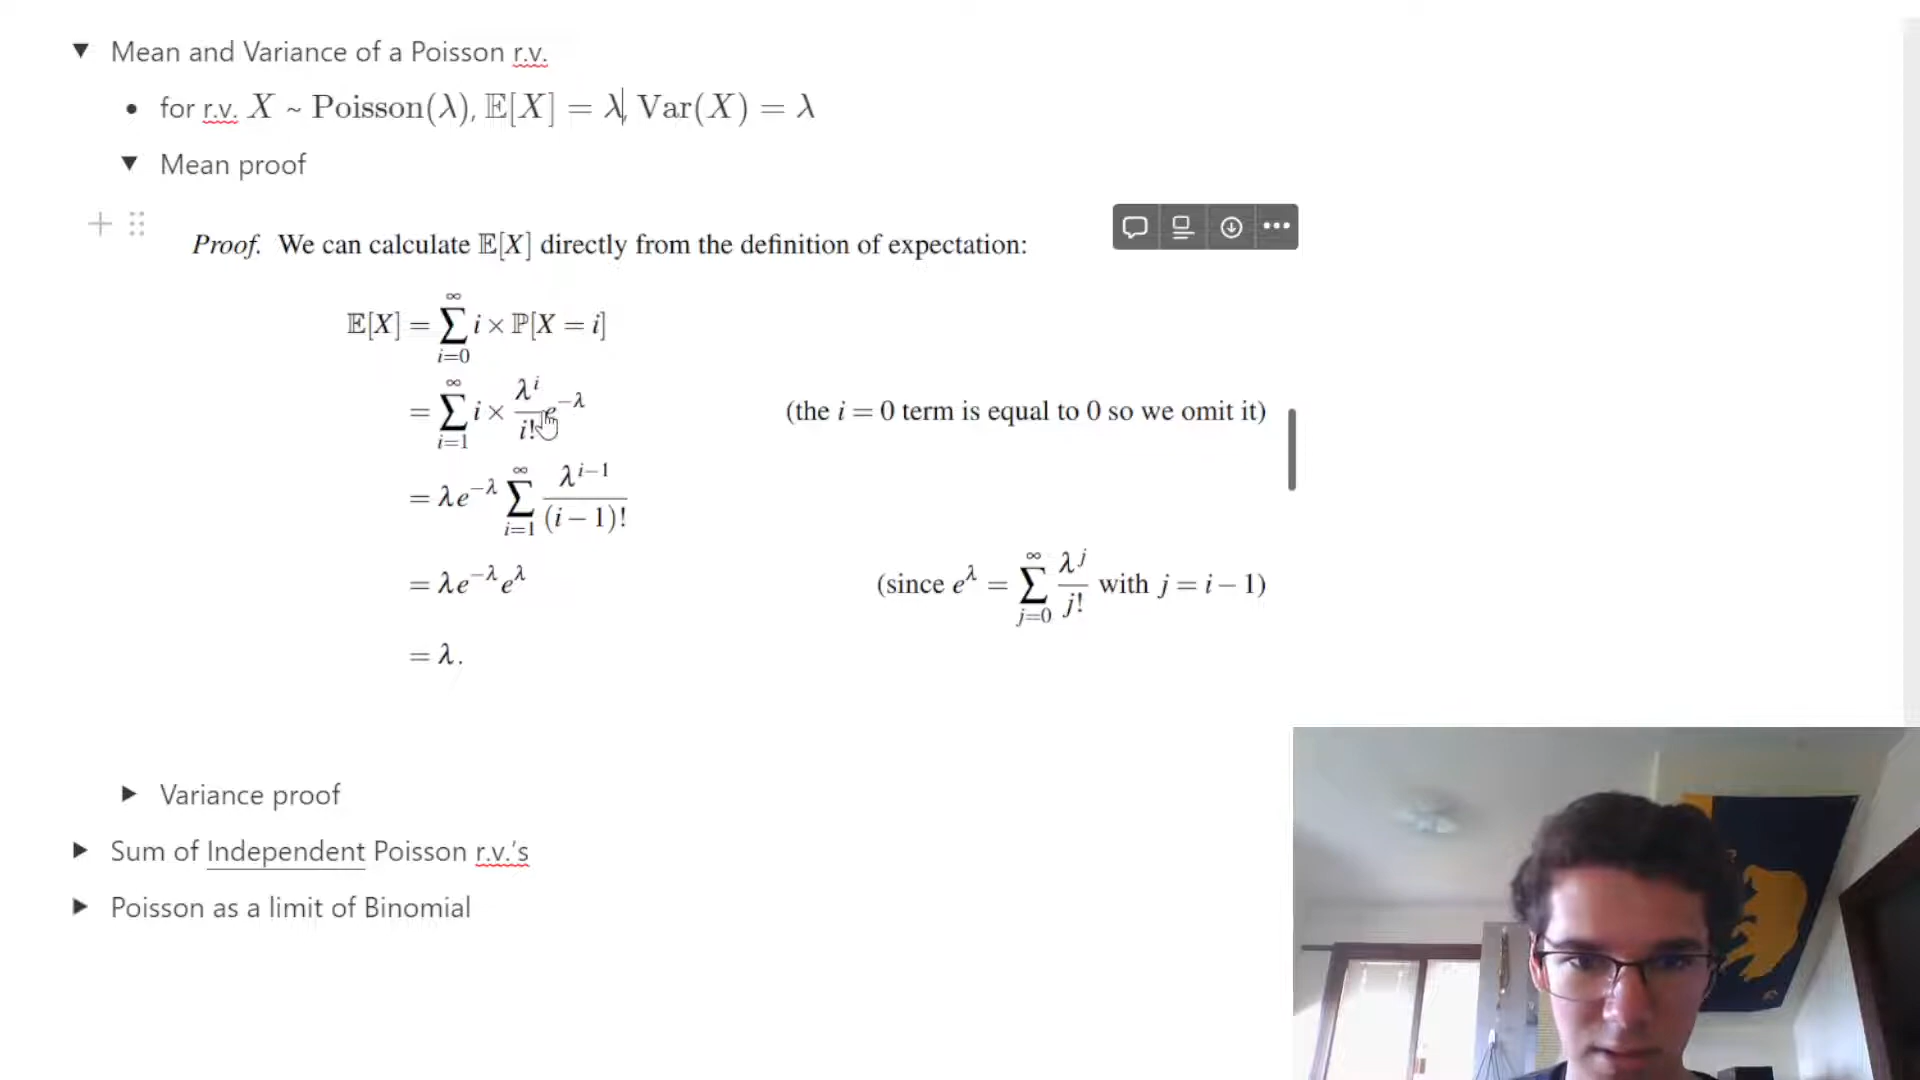 Mean and Variance of a Poisson r.v.
for r.v. X ~ Poisson(λ), 𝔼[X] = λ, Var(X) = λ
Mean proof
Proof. We can calculate 𝔼[X] directly from the definition of expectation:
𝔼[X] = ∑_{i=0}^{∞} i × ℙ[X = i]
= ∑_{i=1}^{∞} i × λ^i / i! e^{−λ} (the i = 0 term is equal to 0 so we omit it)
= λe^{−λ} ∑_{i=1}^{∞} λ^{i−1} / (i − 1)!
= λe^{−λ}e^{λ} (since e^{λ} = ∑_{j=0}^{∞} λ^j / j! with j = i − 1)
= λ.
Variance proof
Sum of Independent Poisson r.v.'s
Poisson as a limit of Binomial